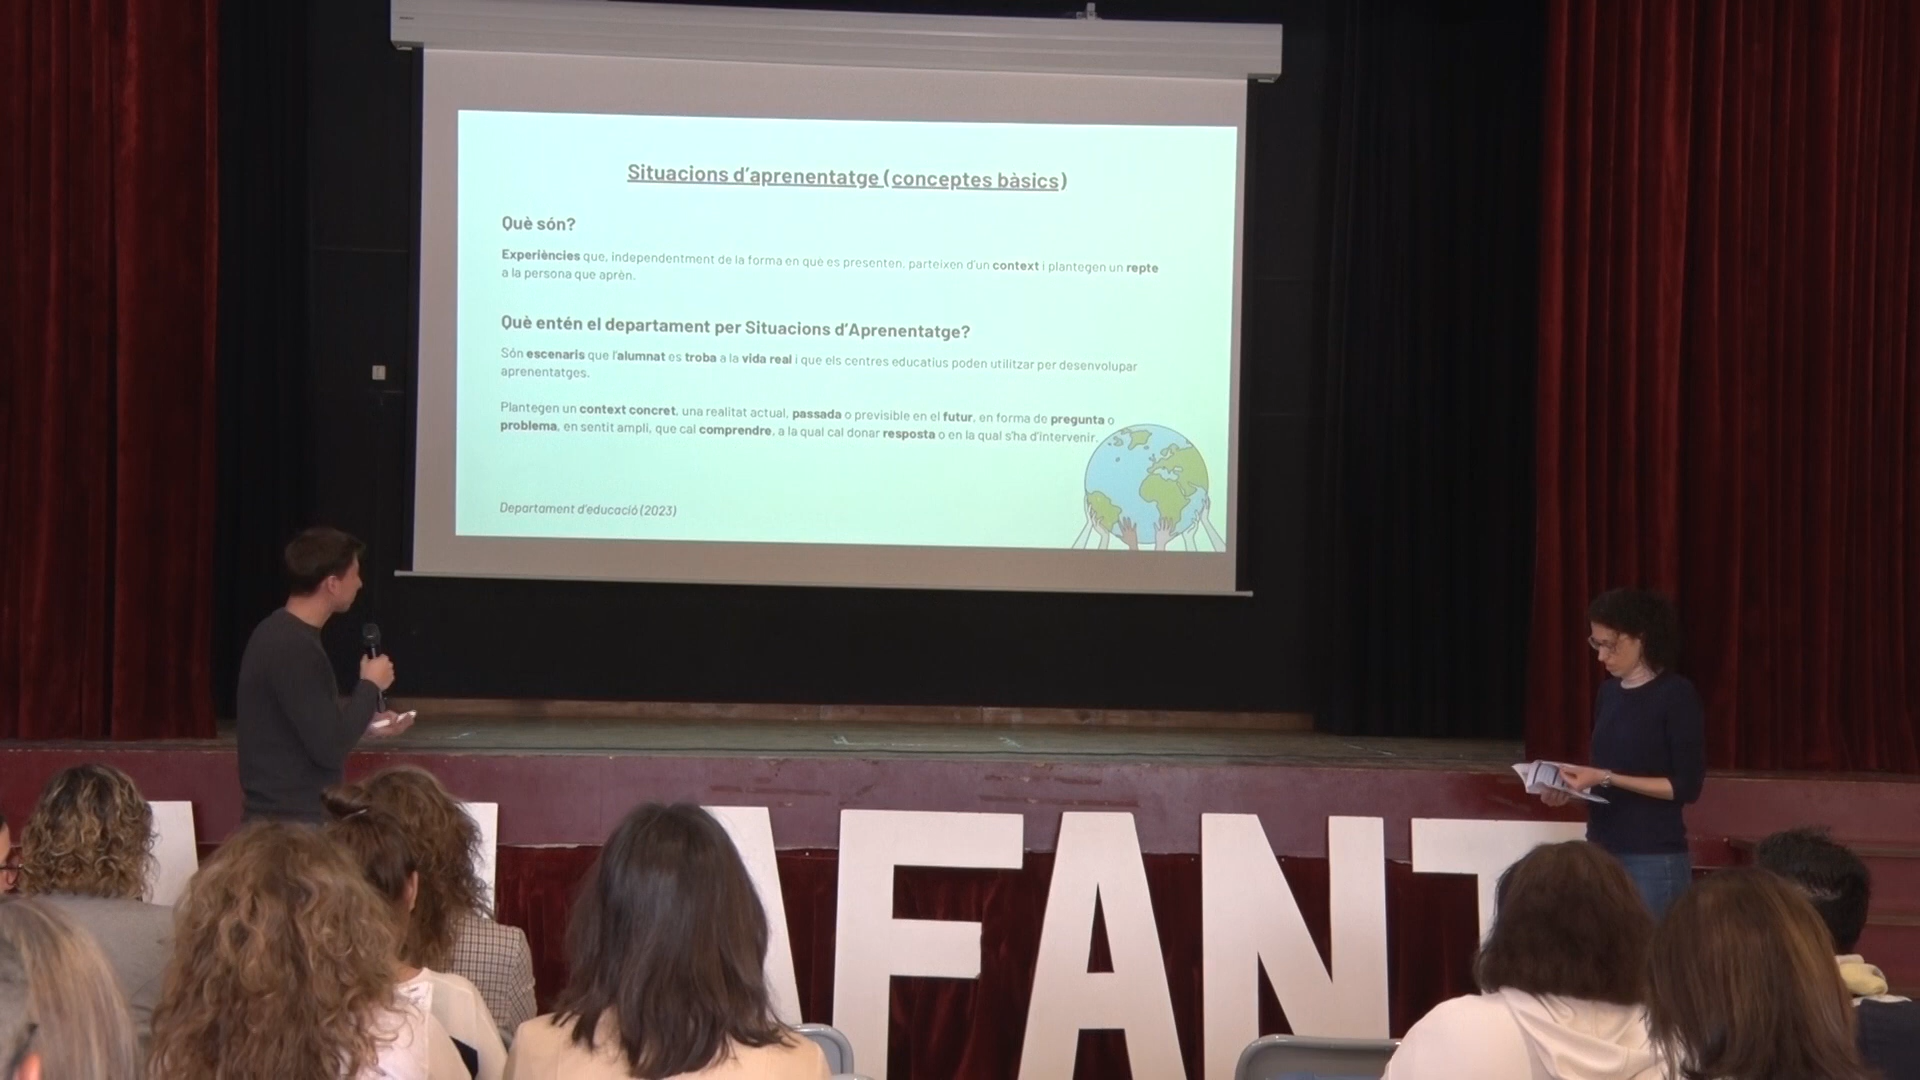 Situacions d'aprenentatge (conceptes bàsics)
Què són?
Experiències que, independentment de la forma en què es presenten, parteixen d'un context i plantegen un repte
a la persona que aprèn.
Què entén el departament per Situacions d'Aprenentatge?
Són escenaris que l'alumnat es troba a la vida real i que els centres educatius poden utilitzar per desenvolupar
aprenentatges.
Plantegen un context concret, una realitat actual, passada o previsible en el futur, en forma de pregunta o
problema, en sentit ampli, que cal comprendre, a la qual cal donar resposta o en la qual s'ha d'intervenir.
Departament d'educació (2023)
AFANT